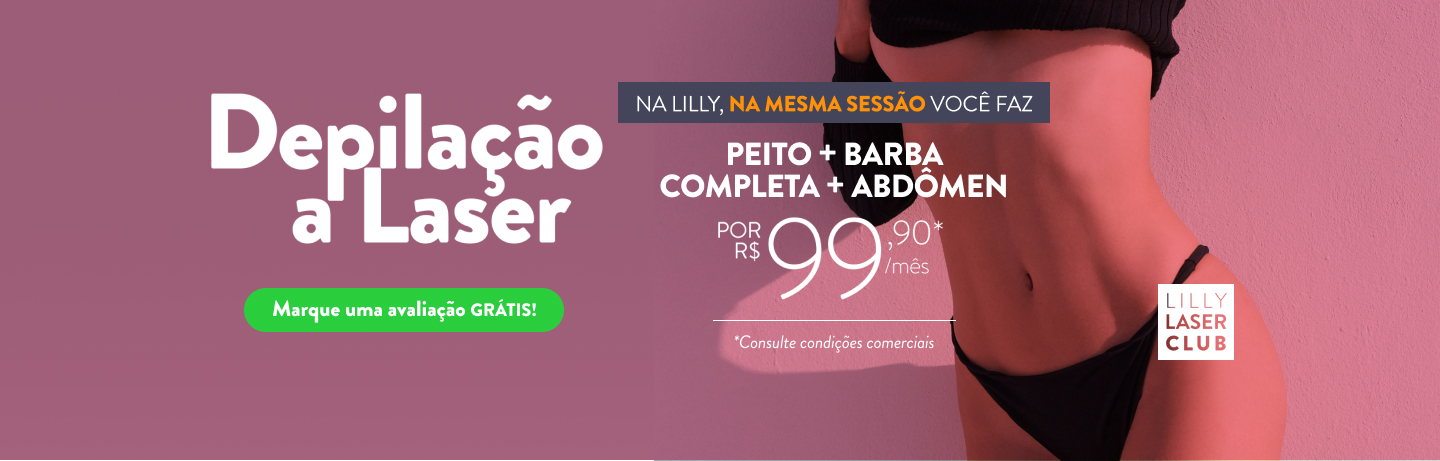 Depilação
a Laser
Marque uma avaliação GRÁTIS!
NA LILLY, NA MESMA SESSÃO VOCÊ FAZ
PEITO + BARBA
COMPLETA + ABDÔMEN
POR
R$ 99,90*
/mês
*Consulte condições comerciais
LILLY
LASER
CLUB